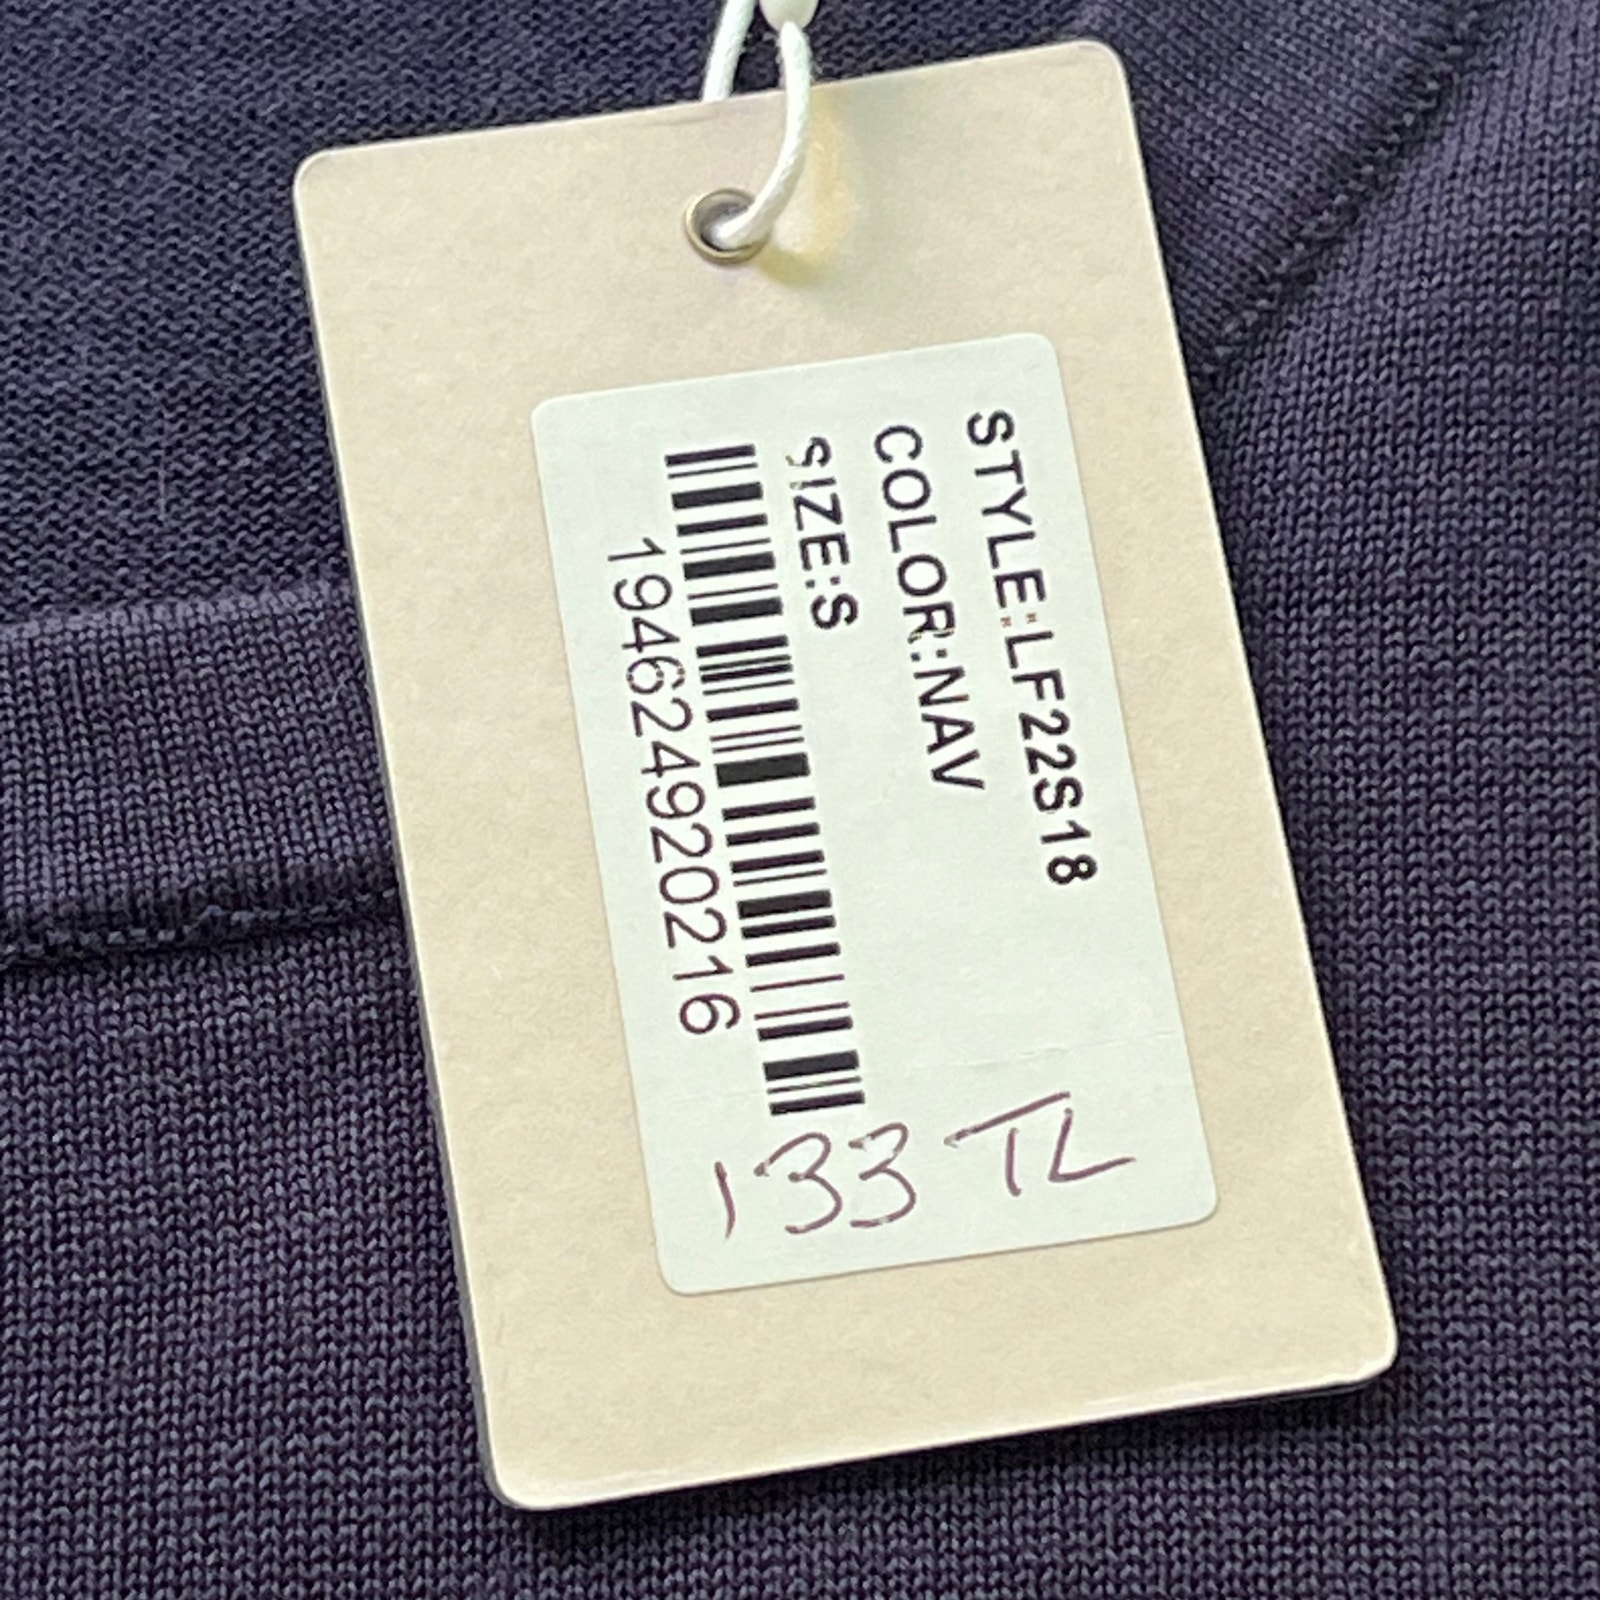 STYLE:LF22S18
COLOR:NAV
SIZE:S
194624920216
133 TL